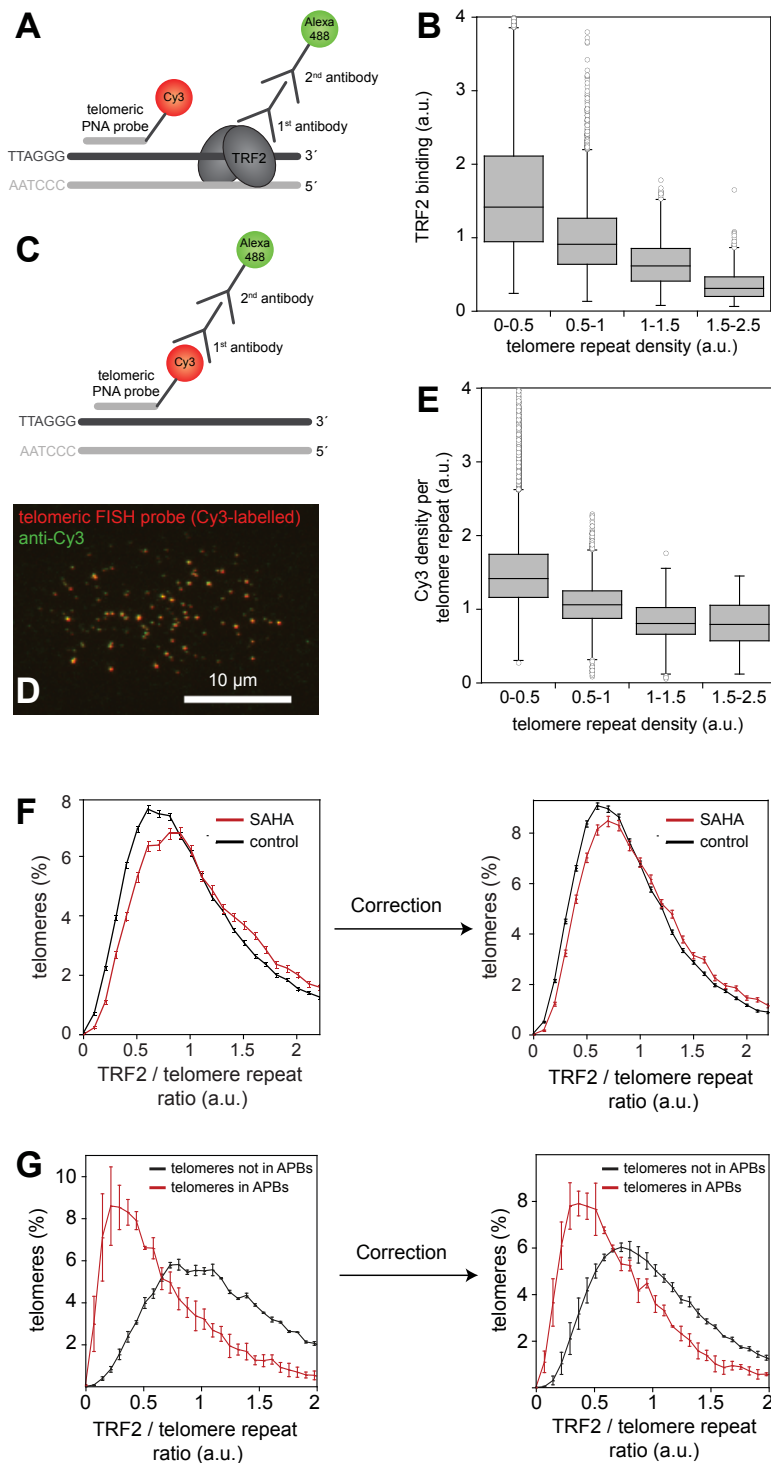 A
Alexa
488
2nd antibody
Cy3
telomeric
PNA probe
1st antibody
TTAGGG
TRF2
3´
AATCCC
5´
B
TRF2 binding (a.u.)
4
3
2
1
0
0-0.5
0.5-1
1-1.5
1.5-2.5
telomere repeat density (a.u.)
C
Alexa
488
2nd antibody
Cy3
1st antibody
telomeric
PNA probe
TTAGGG
3´
AATCCC
5´
D
telomeric FISH probe (Cy3-labelled)
anti-Cy3
10 µm
E
Cy3 density per
telomere repeat (a.u.)
4
3
2
1
0
0-0.5
0.5-1
1-1.5
1.5-2.5
telomere repeat density (a.u.)
F
telomeres (%)
8
6
4
2
0
SAHA
control
0
0.5
1
1.5
2
TRF2 / telomere repeat
ratio (a.u.)
Correction
telomeres (%)
8
6
4
2
0
SAHA
control
0
0.5
1
1.5
2
TRF2 / telomere repeat
ratio (a.u.)
G
telomeres (%)
10
8
6
4
2
telomeres not in APBs
telomeres in APBs
0
0.5
1
1.5
2
TRF2 / telomere repeat
ratio (a.u.)
Correction
telomeres (%)
8
6
4
2
telomeres not in APBs
telomeres in APBs
0
0.5
1
1.5
2
TRF2 / telomere repeat
ratio (a.u.)